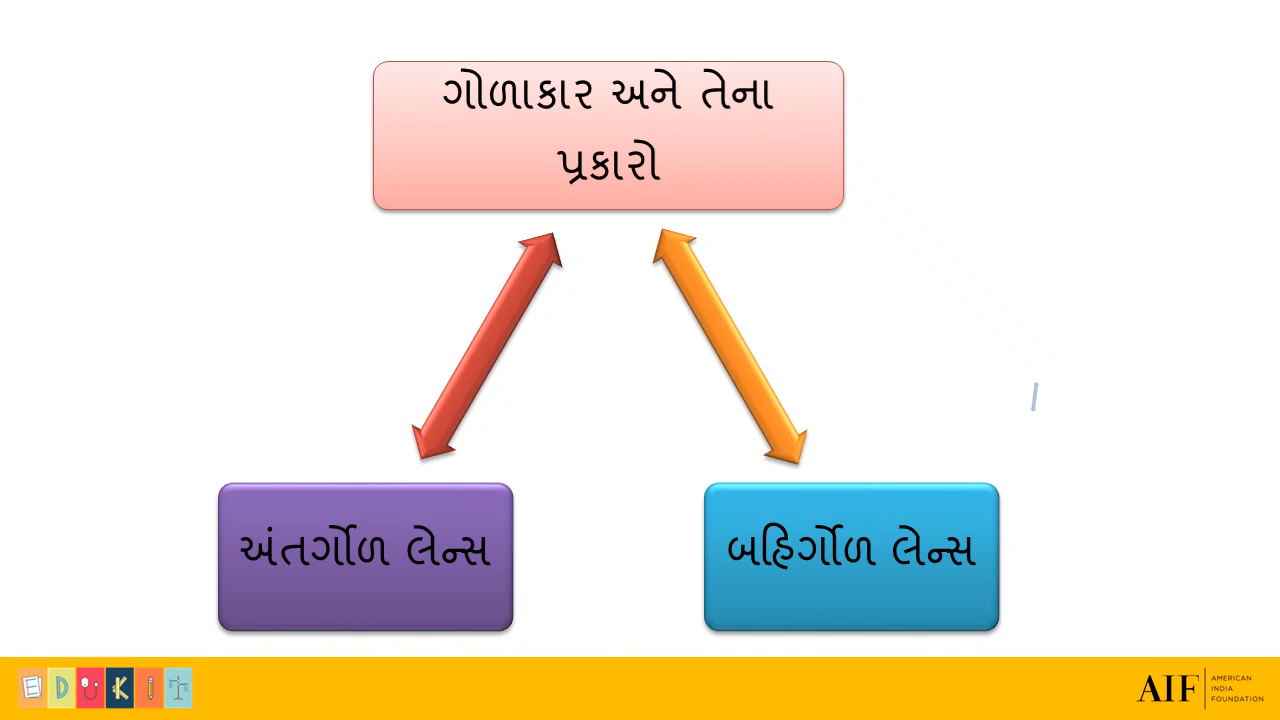 ગોળાકાર અને તેના
પ્રકારો
અંતર્ગોળ લેન્સ
બહિર્ગોળ લેન્સ
EDUKIT
AIF
AMERICAN
INDIA
FOUNDATION